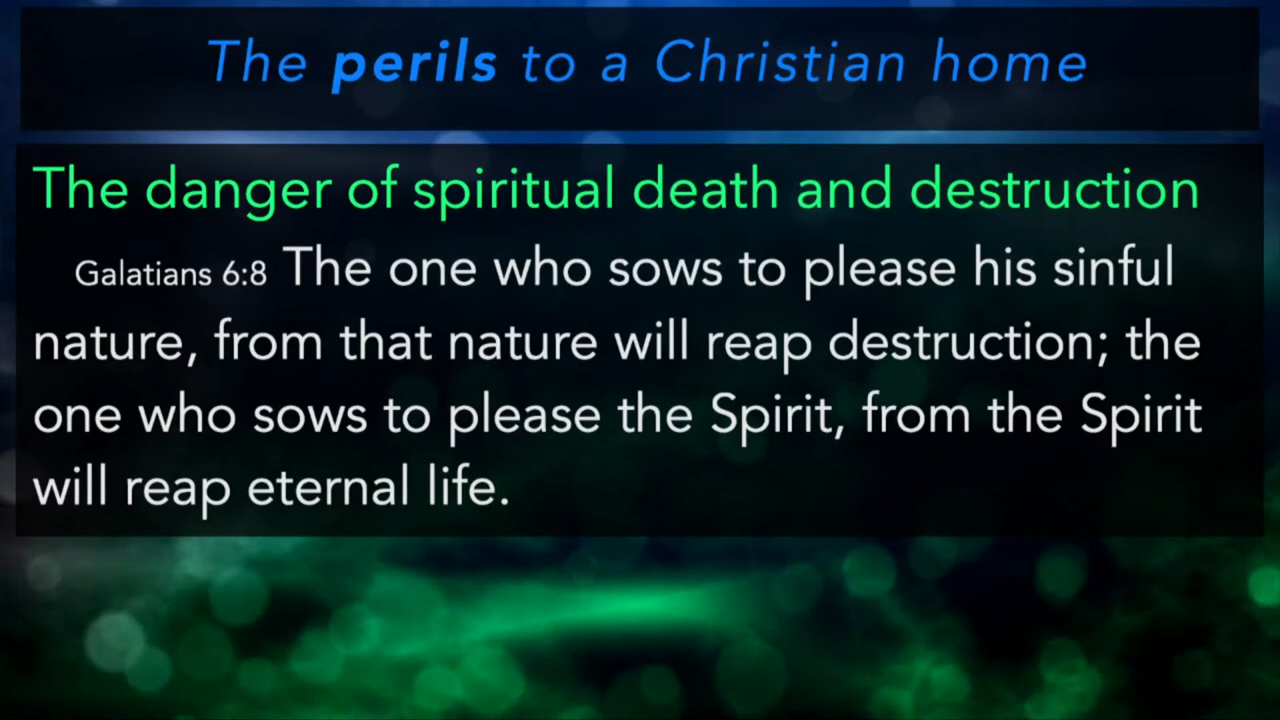 The perils to a Christian home
The danger of spiritual death and destruction
Galatians 6:8 The one who sows to please his sinful
nature, from that nature will reap destruction; the
one who sows to please the Spirit, from the Spirit
will reap eternal life.